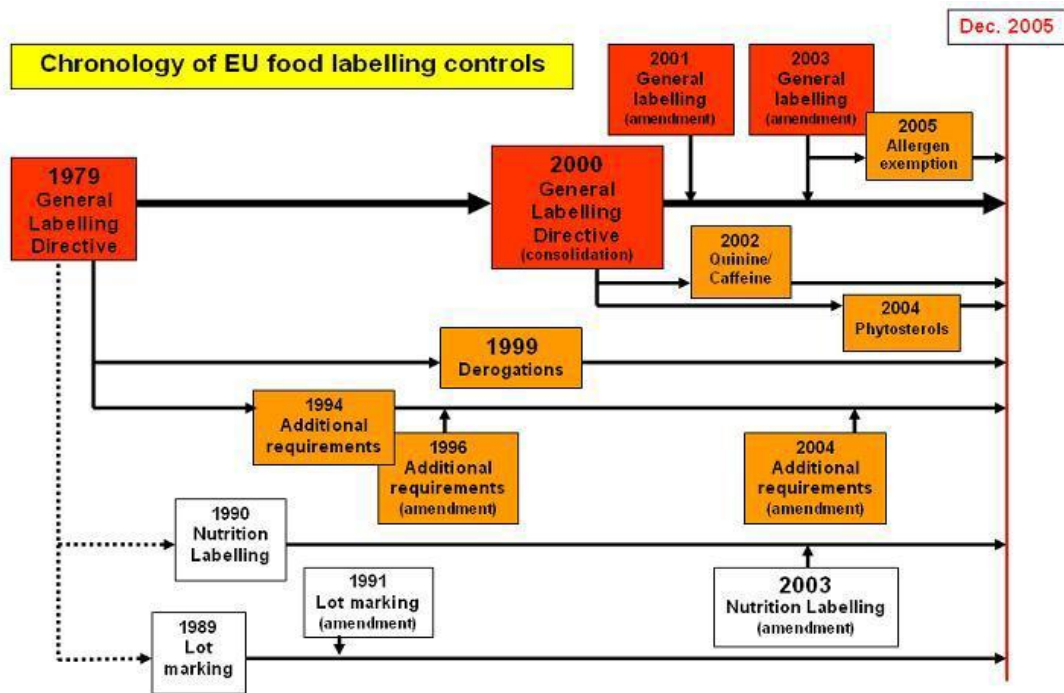 Dec. 2005
Chronology of EU food labelling controls
2001
General
labelling
(amendment)
2003
General
labelling
(amendment)
2005
Allergen
exemption
1979
General
Labelling
Directive
2000
General
Labelling
Directive
(consolidation)
2002
Quinine/
Caffeine
2004
Phytosterols
1999
Derogations
1994
Additional
requirements
1996
Additional
requirements
(amendment)
2004
Additional
requirements
(amendment)
1990
Nutrition
Labelling
1991
Lot marking
(amendment)
2003
Nutrition Labelling
(amendment)
1989
Lot
marking